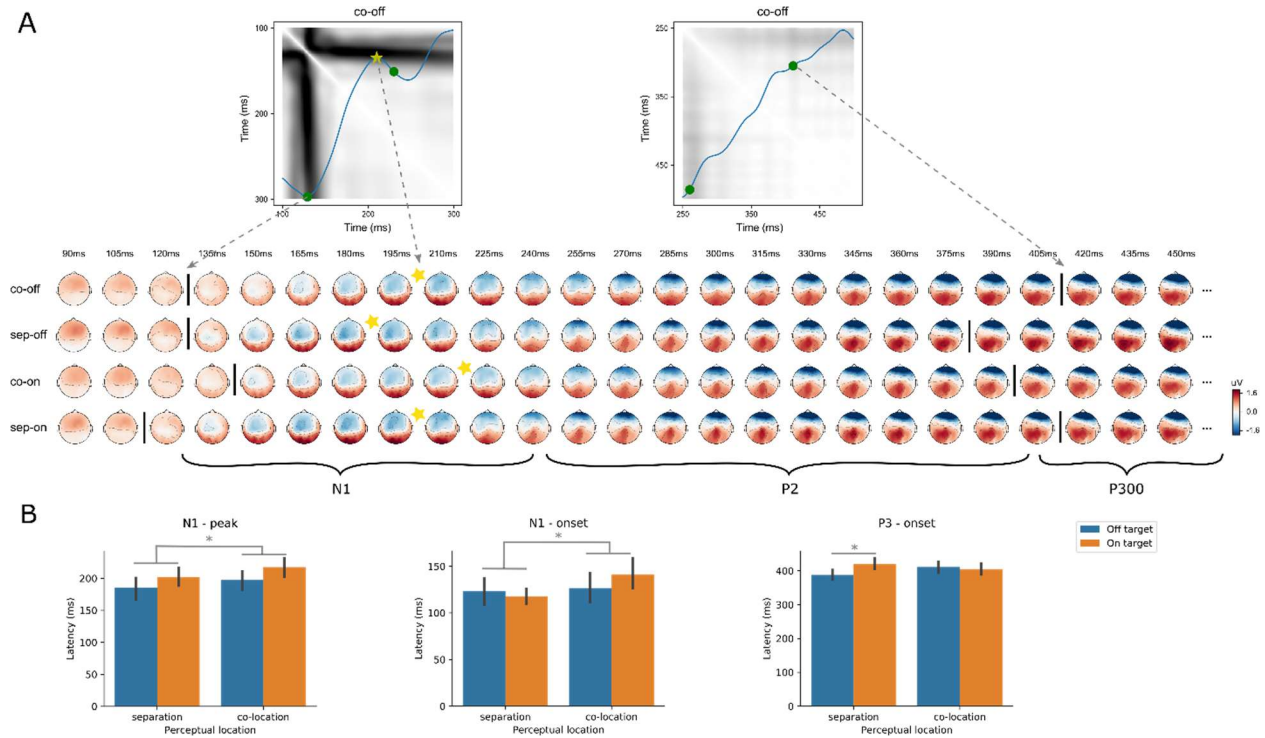 A
co-off
100
200
300
Time (ms)
100
200
300
Time (ms)
co-off
250
350
450
Time (ms)
250
350
450
Time (ms)
90ms 105ms 120ms 135ms 150ms 165ms 180ms 195ms 210ms 225ms 240ms 255ms 270ms 285ms 300ms 315ms 330ms 345ms 360ms 375ms 390ms 405ms 420ms 435ms 450ms
co-off ...
sep-off ...
co-on ...
sep-on ...
uV
1.6
0.0
-1.6
N1 P2 P300
B
N1 - peak
*
200
150
100
50
0
Latency (ms)
separation co-location
Perceptual location
N1 - onset
*
150
100
50
0
Latency (ms)
separation co-location
Perceptual location
P3 - onset
*
400
200
0
Latency (ms)
separation co-location
Perceptual location
Off target
On target